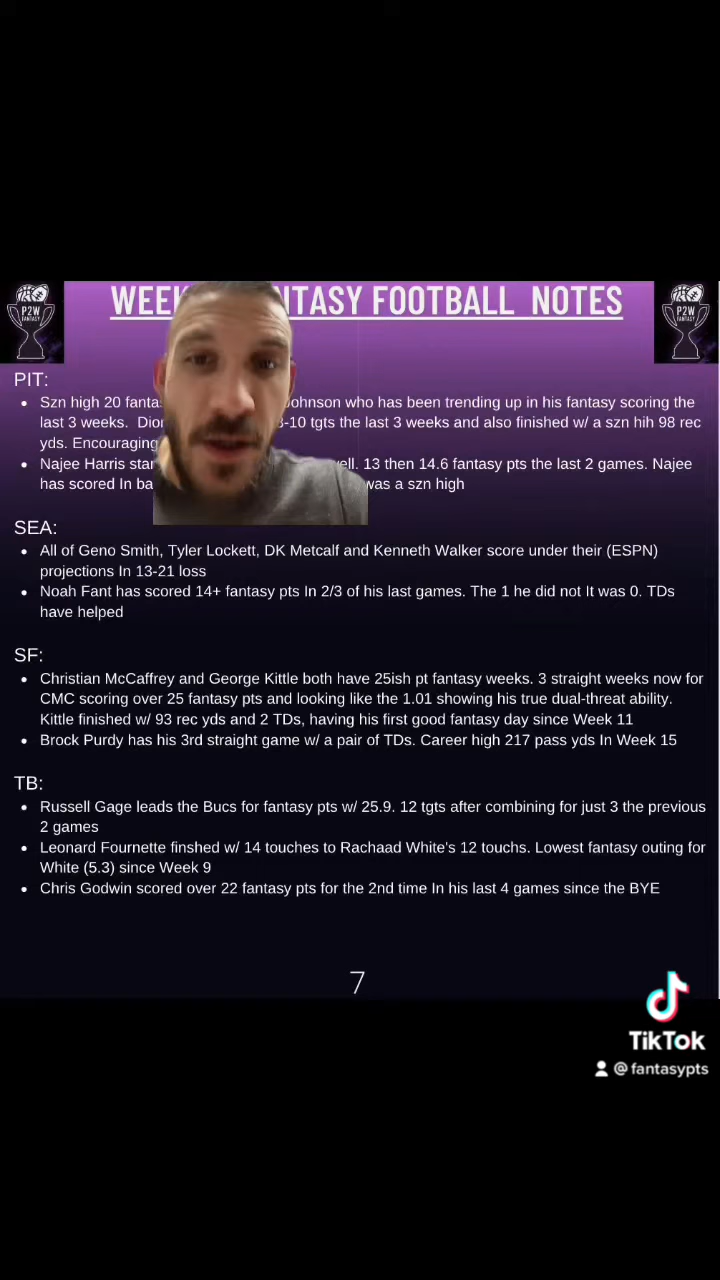 WEEK NTASY FOOTBALL NOTES
P2W
FANTASY
P2W
FANTASY
PIT:
• Szn high 20 Johnson who has been trending up in his fantasy scoring the
last 3 weeks. -10 tgts the last 3 weeks and also finished w/ a szn hih 98 rec
yds. Encouraging
• Najee Harris 13 then 14.6 fantasy pts the last 2 games. Najee
has scored In was a szn high
SEA:
• All of Geno Smith, Tyler Lockett, DK Metcalf and Kenneth Walker score under their (ESPN)
projections In 13-21 loss
• Noah Fant has scored 14+ fantasy pts In 2/3 of his last games. The 1 he did not It was 0. TDs
have helped
SF:
• Christian McCaffrey and George Kittle both have 25ish pt fantasy weeks. 3 straight weeks now for
CMC scoring over 25 fantasy pts and looking like the 1.01 showing his true dual-threat ability.
Kittle finished w/ 93 rec yds and 2 TDs, having his first good fantasy day since Week 11
• Brock Purdy has his 3rd straight game w/ a pair of TDs. Career high 217 pass yds In Week 15
TB:
• Russell Gage leads the Bucs for fantasy pts w/ 25.9. 12 tgts after combining for just 3 the previous
2 games
• Leonard Fournette finshed w/ 14 touches to Rachaad White's 12 touchs. Lowest fantasy outing for
White (5.3) since Week 9
• Chris Godwin scored over 22 fantasy pts for the 2nd time In his last 4 games since the BYE
7
TikTok
@fantasypts